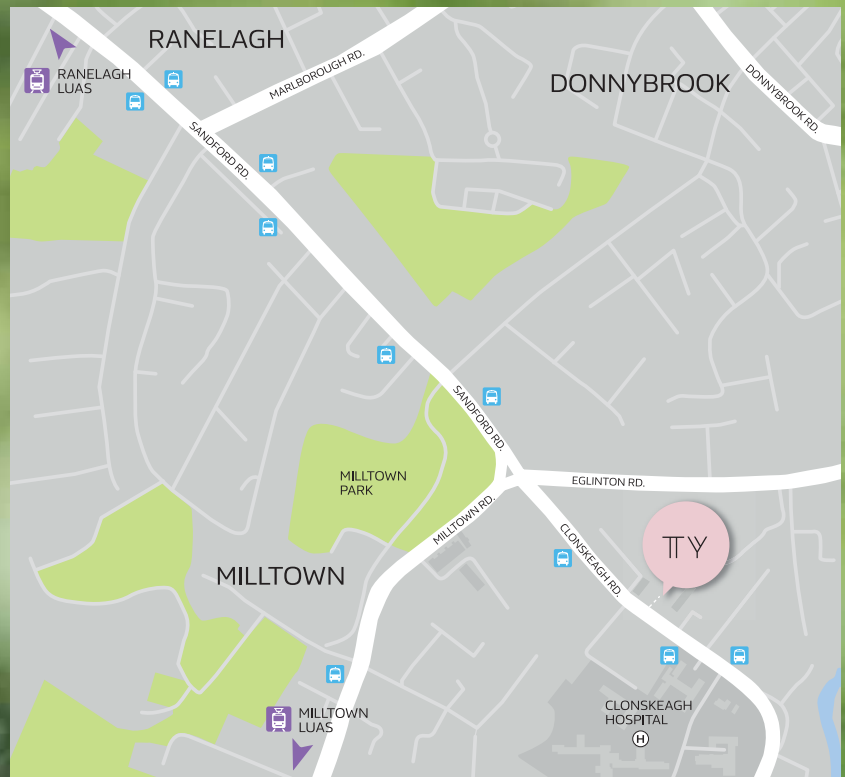 RANELAGH
MARLBOROUGH RD.
RANELAGH
LUAS
DONNYBROOK
DONNYBROOK RD.
SANDFORD RD.
SANDFORD RD.
MILLTOWN
PARK
EGLINTON RD.
MILLTOWN RD.
CLONSKEAGH RD.
TY
MILLTOWN
MILLTOWN
LUAS
CLONSKEAGH
HOSPITAL
H